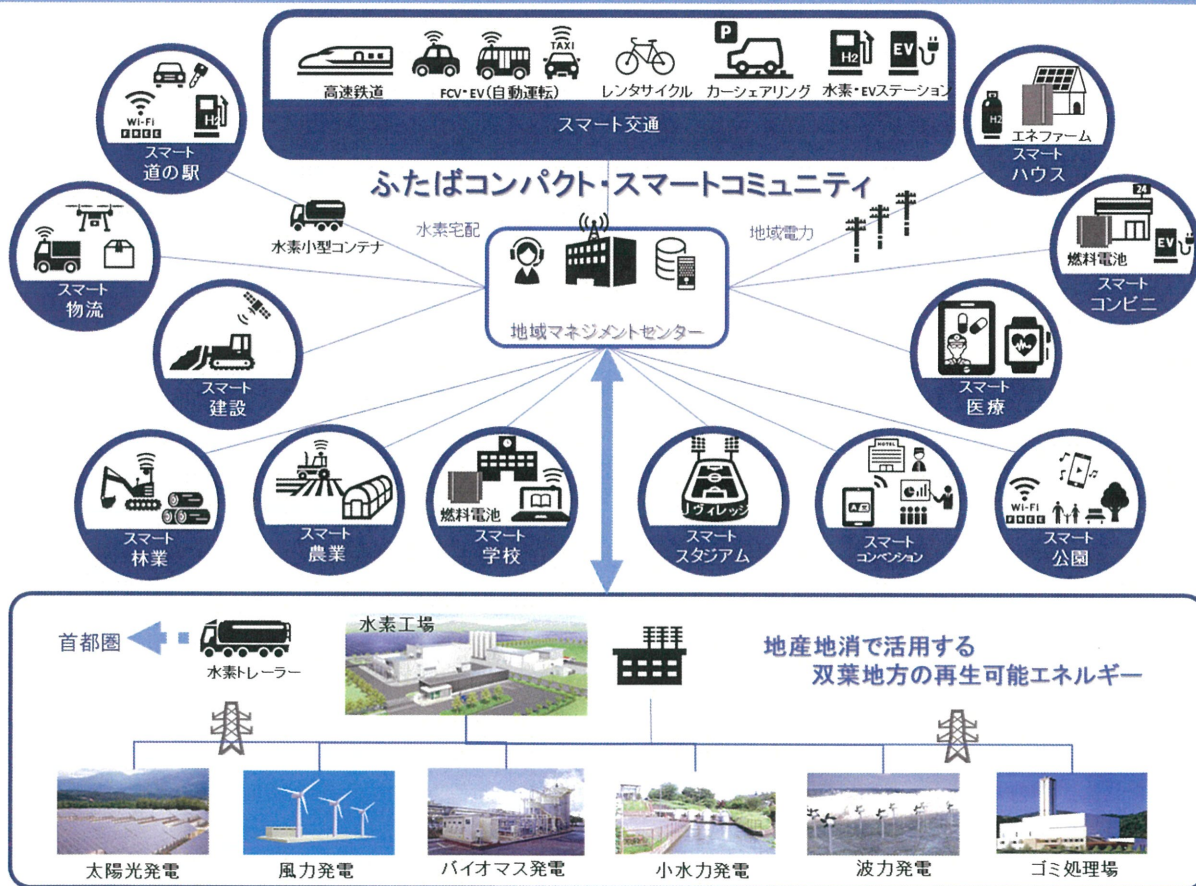 P
TAXI
H2
EV
高速鉄道
FCV・EV(自動運転)
レンタサイクル
カーシェアリング
水素・EVステーション
スマート交通
Wi-Fi
FREE
H2
スマート
道の駅
H2
エネファーム
スマート
ハウス
ふたばコンパクト・スマートコミュニティ
水素小型コンテナ
水素宅配
地域電力
スマート
物流
24
EV
燃料電池
スマート
コンビニ
地域マネジメントセンター
スマート
建設
スマート
医療
スマート
林業
スマート
農業
燃料電池
スマート
学校
Jヴィレッジ
スマート
スタジアム
HOTEL
スマート
コンベンション
Wi-Fi
FREE
スマート
公園
首都圏
水素トレーラー
水素工場
地産地消で活用する
双葉地方の再生可能エネルギー
太陽光発電
風力発電
バイオマス発電
小水力発電
波力発電
ゴミ処理場